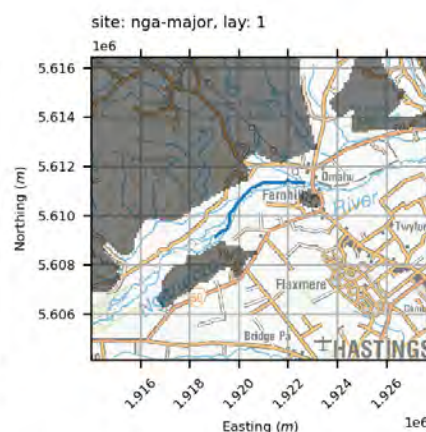 site: nga-major, lay: 1
1e6
5.616
5.614
5.612
5.610
5.608
5.606
Northing (m)
Omahu
Fernhill
River
Twyford
Flaxmere
50
Bridge Pa
HASTINGS
1.916
1.918
1.920
1.922
1.924
1.926
Easting (m)
1e6